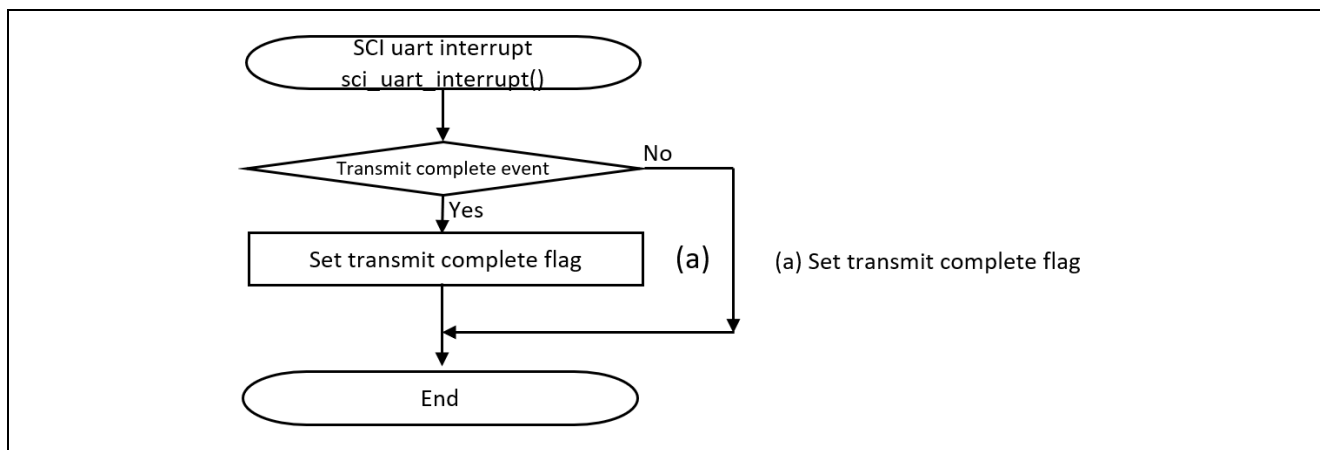 SCI uart interrupt
sci_uart_interrupt()
Transmit complete event
No
Yes
Set transmit complete flag
(a)
(a) Set transmit complete flag
End